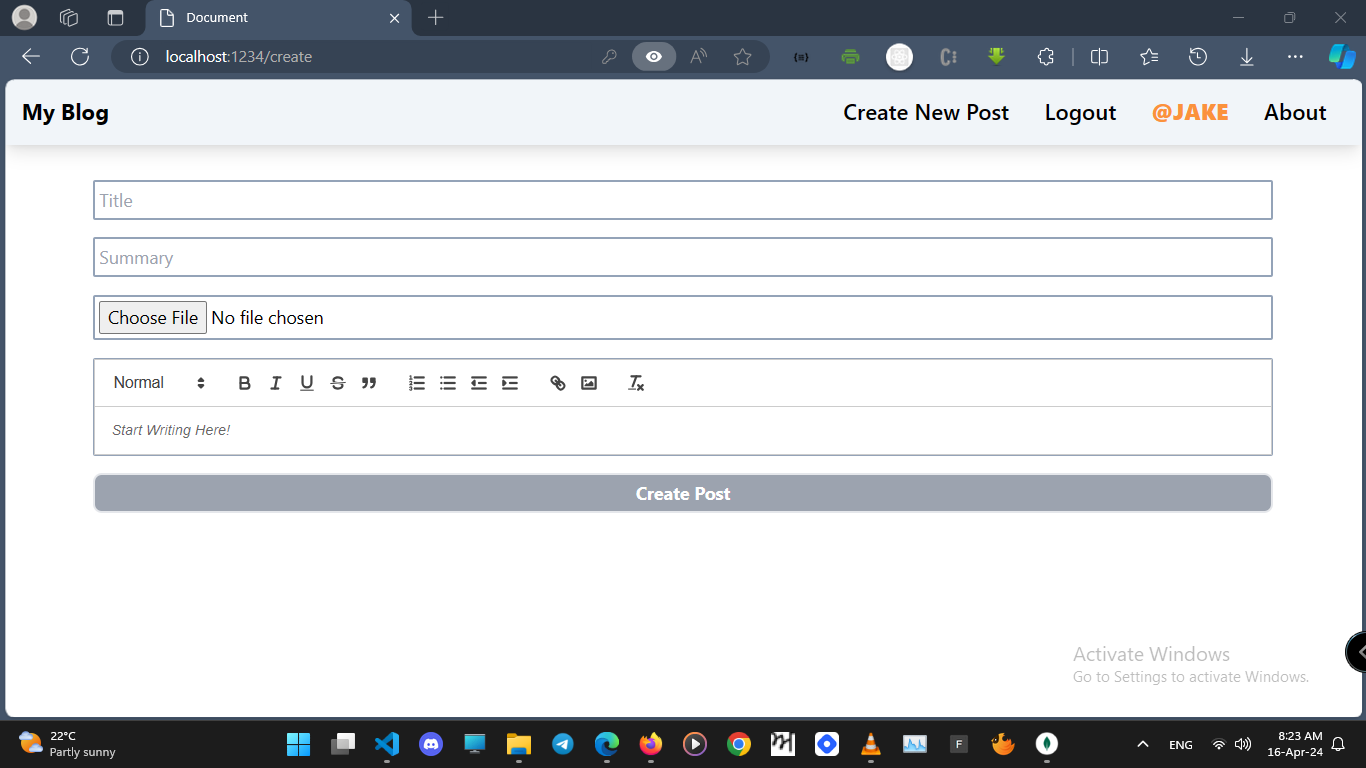 Document
localhost:1234/create
My Blog
Create New Post
Logout
@JAKE
About
Title
Summary
Choose File No file chosen
Normal
Start Writing Here!
Create Post
Activate Windows
Go to Settings to activate Windows.
22°C
Partly sunny
ENG
8:23 AM
16-Apr-24